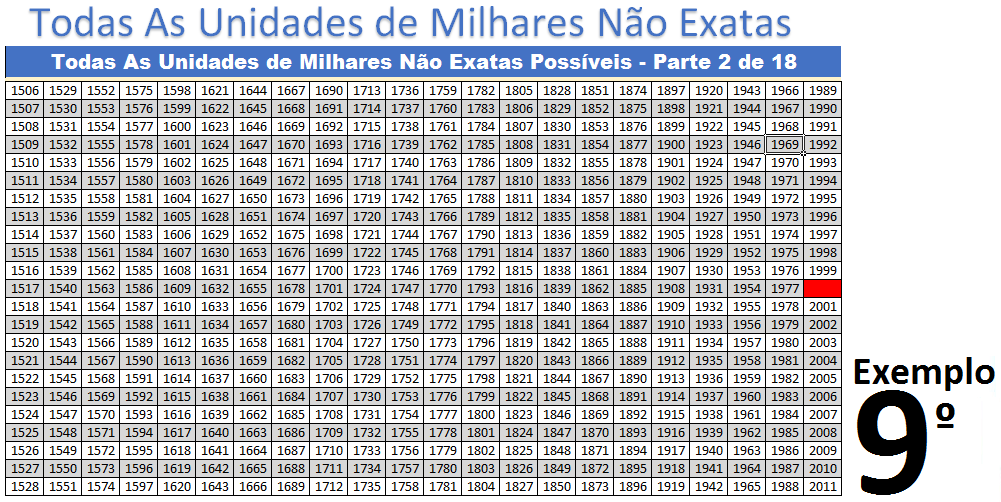 Todas As Unidades de Milhares Não Exatas
Todas As Unidades de Milhares Não Exatas Possíveis - Parte 2 de 18
1506 1529 1552 1575 1598 1621 1644 1667 1690 1713 1736 1759 1782 1805 1828 1851 1874 1897 1920 1943 1966 1989
1507 1530 1553 1576 1599 1622 1645 1668 1691 1714 1737 1760 1783 1806 1829 1852 1875 1898 1921 1944 1967 1990
1508 1531 1554 1577 1600 1623 1646 1669 1692 1715 1738 1761 1784 1807 1830 1853 1876 1899 1922 1945 1968 1991
1509 1532 1555 1578 1601 1624 1647 1670 1693 1716 1739 1762 1785 1808 1831 1854 1877 1900 1923 1946 1969 1992
1510 1533 1556 1579 1602 1625 1648 1671 1694 1717 1740 1763 1786 1809 1832 1855 1878 1901 1924 1947 1970 1993
1511 1534 1557 1580 1603 1626 1649 1672 1695 1718 1741 1764 1787 1810 1833 1856 1879 1902 1925 1948 1971 1994
1512 1535 1558 1581 1604 1627 1650 1673 1696 1719 1742 1765 1788 1811 1834 1857 1880 1903 1926 1949 1972 1995
1513 1536 1559 1582 1605 1628 1651 1674 1697 1720 1743 1766 1789 1812 1835 1858 1881 1904 1927 1950 1973 1996
1514 1537 1560 1583 1606 1629 1652 1675 1698 1721 1744 1767 1790 1813 1836 1859 1882 1905 1928 1951 1974 1997
1515 1538 1561 1584 1607 1630 1653 1676 1699 1722 1745 1768 1791 1814 1837 1860 1883 1906 1929 1952 1975 1998
1516 1539 1562 1585 1608 1631 1654 1677 1700 1723 1746 1769 1792 1815 1838 1861 1884 1907 1930 1953 1976 1999
1517 1540 1563 1586 1609 1632 1655 1678 1701 1724 1747 1770 1793 1816 1839 1862 1885 1908 1931 1954 1977
1518 1541 1564 1587 1610 1633 1656 1679 1702 1725 1748 1771 1794 1817 1840 1863 1886 1909 1932 1955 1978 2001
1519 1542 1565 1588 1611 1634 1657 1680 1703 1726 1749 1772 1795 1818 1841 1864 1887 1910 1933 1956 1979 2002
1520 1543 1566 1589 1612 1635 1658 1681 1704 1727 1750 1773 1796 1819 1842 1865 1888 1911 1934 1957 1980 2003
1521 1544 1567 1590 1613 1636 1659 1682 1705 1728 1751 1774 1797 1820 1843 1866 1889 1912 1935 1958 1981 2004
1522 1545 1568 1591 1614 1637 1660 1683 1706 1729 1752 1775 1798 1821 1844 1867 1890 1913 1936 1959 1982 2005
1523 1546 1569 1592 1615 1638 1661 1684 1707 1730 1753 1776 1799 1822 1845 1868 1891 1914 1937 1960 1983 2006
1524 1547 1570 1593 1616 1639 1662 1685 1708 1731 1754 1777 1800 1823 1846 1869 1892 1915 1938 1961 1984 2007
1525 1548 1571 1594 1617 1640 1663 1686 1709 1732 1755 1778 1801 1824 1847 1870 1893 1916 1939 1962 1985 2008
1526 1549 1572 1595 1618 1641 1664 1687 1710 1733 1756 1779 1802 1825 1848 1871 1894 1917 1940 1963 1986 2009
1527 1550 1573 1596 1619 1642 1665 1688 1711 1734 1757 1780 1803 1826 1849 1872 1895 1918 1941 1964 1987 2010
1528 1551 1574 1597 1620 1643 1666 1689 1712 1735 1758 1781 1804 1827 1850 1873 1896 1919 1942 1965 1988 2011
Exemplo
9º